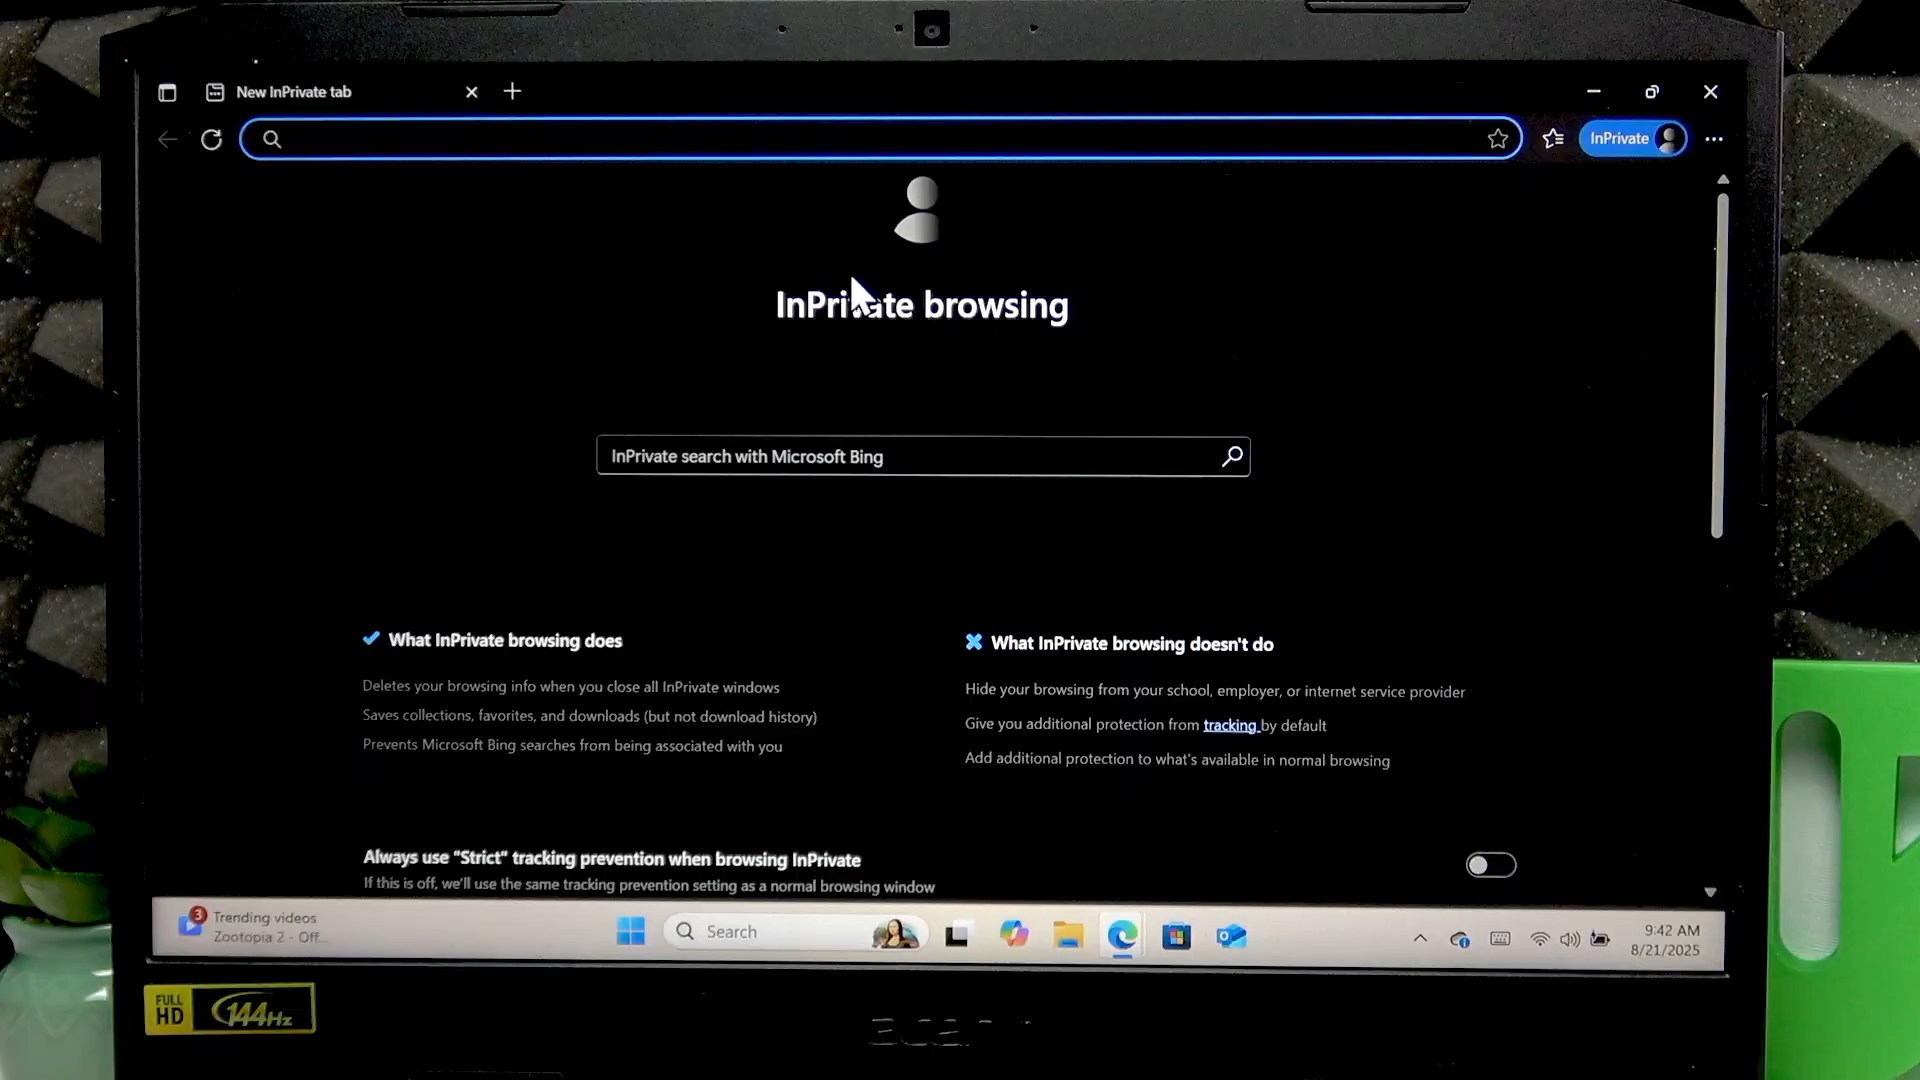 New InPrivate tab
InPrivate
InPrivate browsing
InPrivate search with Microsoft Bing
What InPrivate browsing does
Deletes your browsing info when you close all InPrivate windows
Saves collections, favorites, and downloads (but not download history)
Prevents Microsoft Bing searches from being associated with you
What InPrivate browsing doesn't do
Hide your browsing from your school, employer, or internet service provider
Give you additional protection from tracking by default
Add additional protection to what's available in normal browsing
Always use "Strict" tracking prevention when browsing InPrivate
If this is off, we'll use the same tracking prevention setting as a normal browsing window
3
Trending videos
Zootopia 2 - Off...
Search
9:42 AM
8/21/2025
FULL HD
144Hz
acer